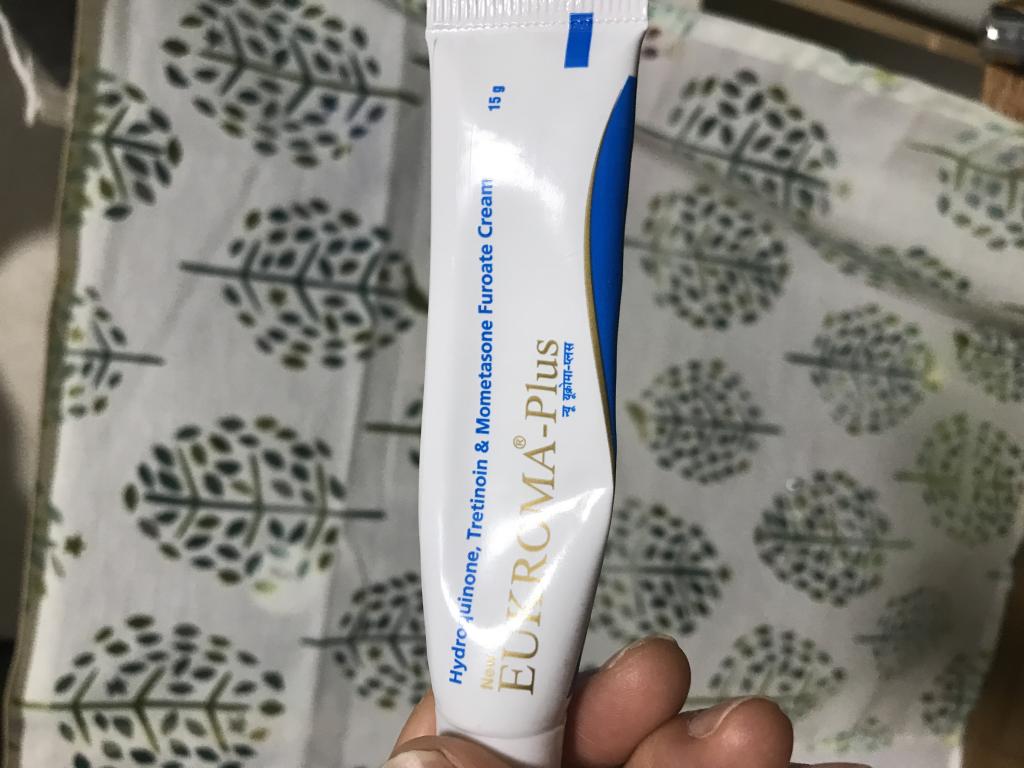 Hydroquinone, Tretinoin & Mometasone Furoate Cream 15 g
New
EUKROMA®-Plus
न्यू यूक्रोमा-प्लस